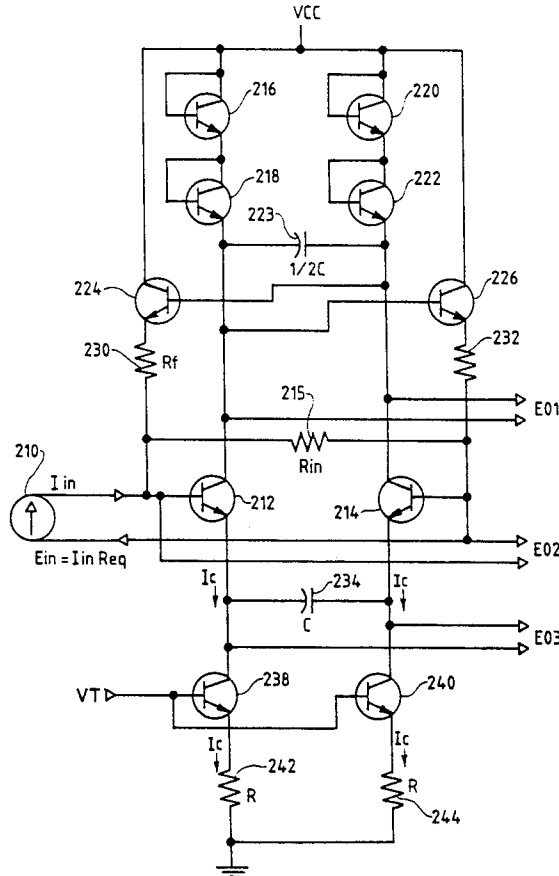 VCC
216
220
218
222
223
1/2C
224
226
230
Rf
232
215
E01
210
Rin
I in
212
214
E02
Ein = Iin Req
Ic
234
Ic
C
E03
VT
238
240
Ic
242
Ic
R
R
244